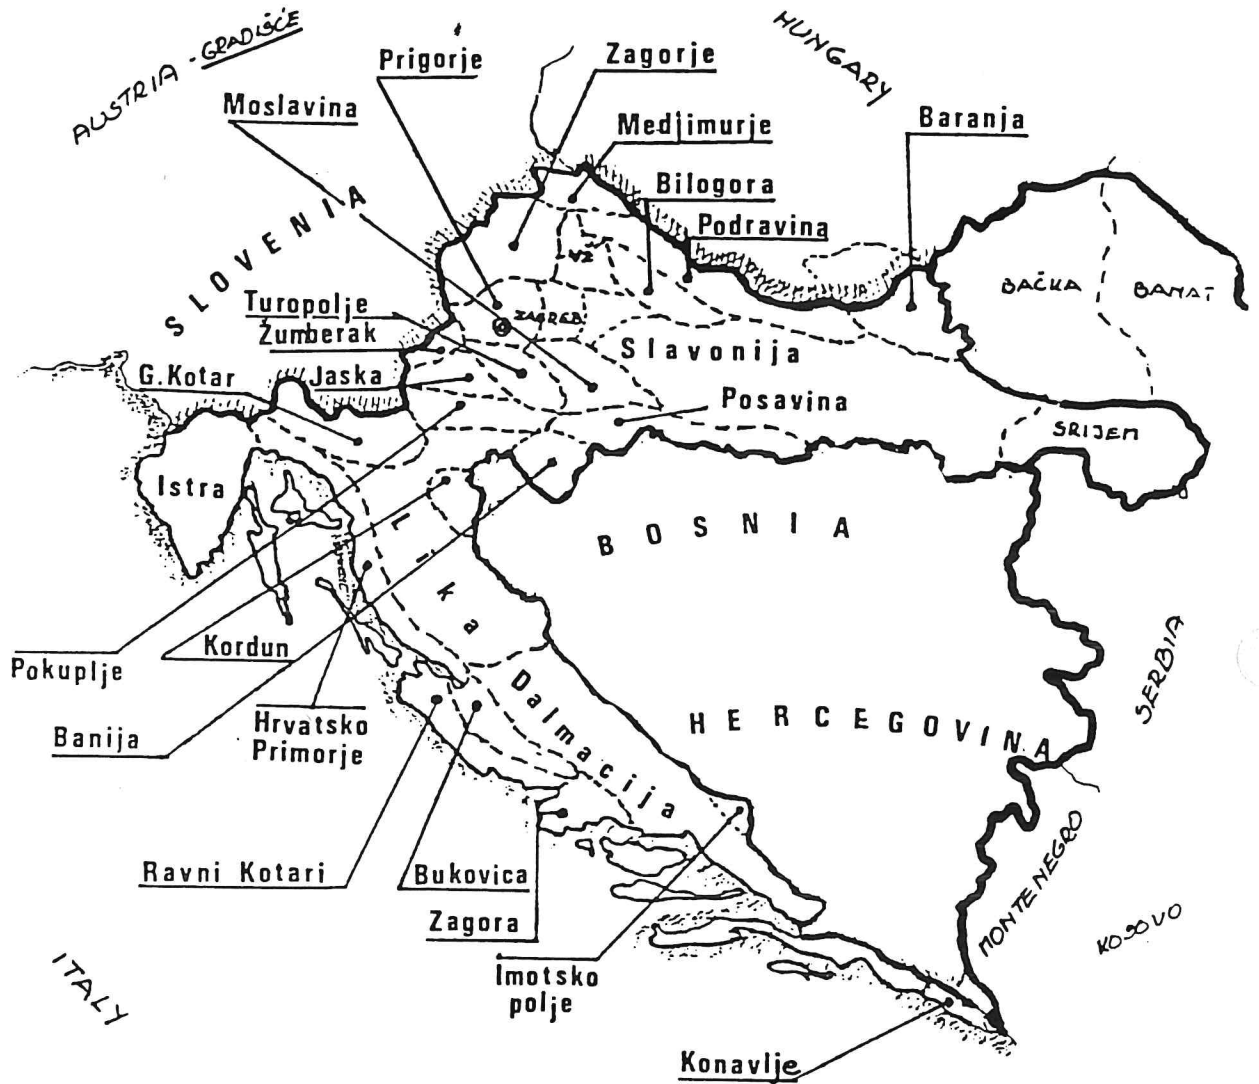 AUSTRIA - GRADIŠĆE
HUNGARY
Prigorje
Zagorje
Moslavina
Medjimurje
Baranja
Bilogora
Podravina
SLOVENIA
VŽ
BAČKA
BANAT
Turopolje
ZAGREB
Žumberak
Slavonija
G.Kotar
Jaska
Posavina
SRIJEM
Istra
Lika
BOSNIA
Pokuplje
Kordun
SERBIA
Banija
Hrvatsko
Primorje
Dalmacija
HERCEGOVINA
Ravni Kotari
Bukovica
Zagora
MONTENEGRO
KOSOVO
Imotsko
polje
ITALY
Konavlje